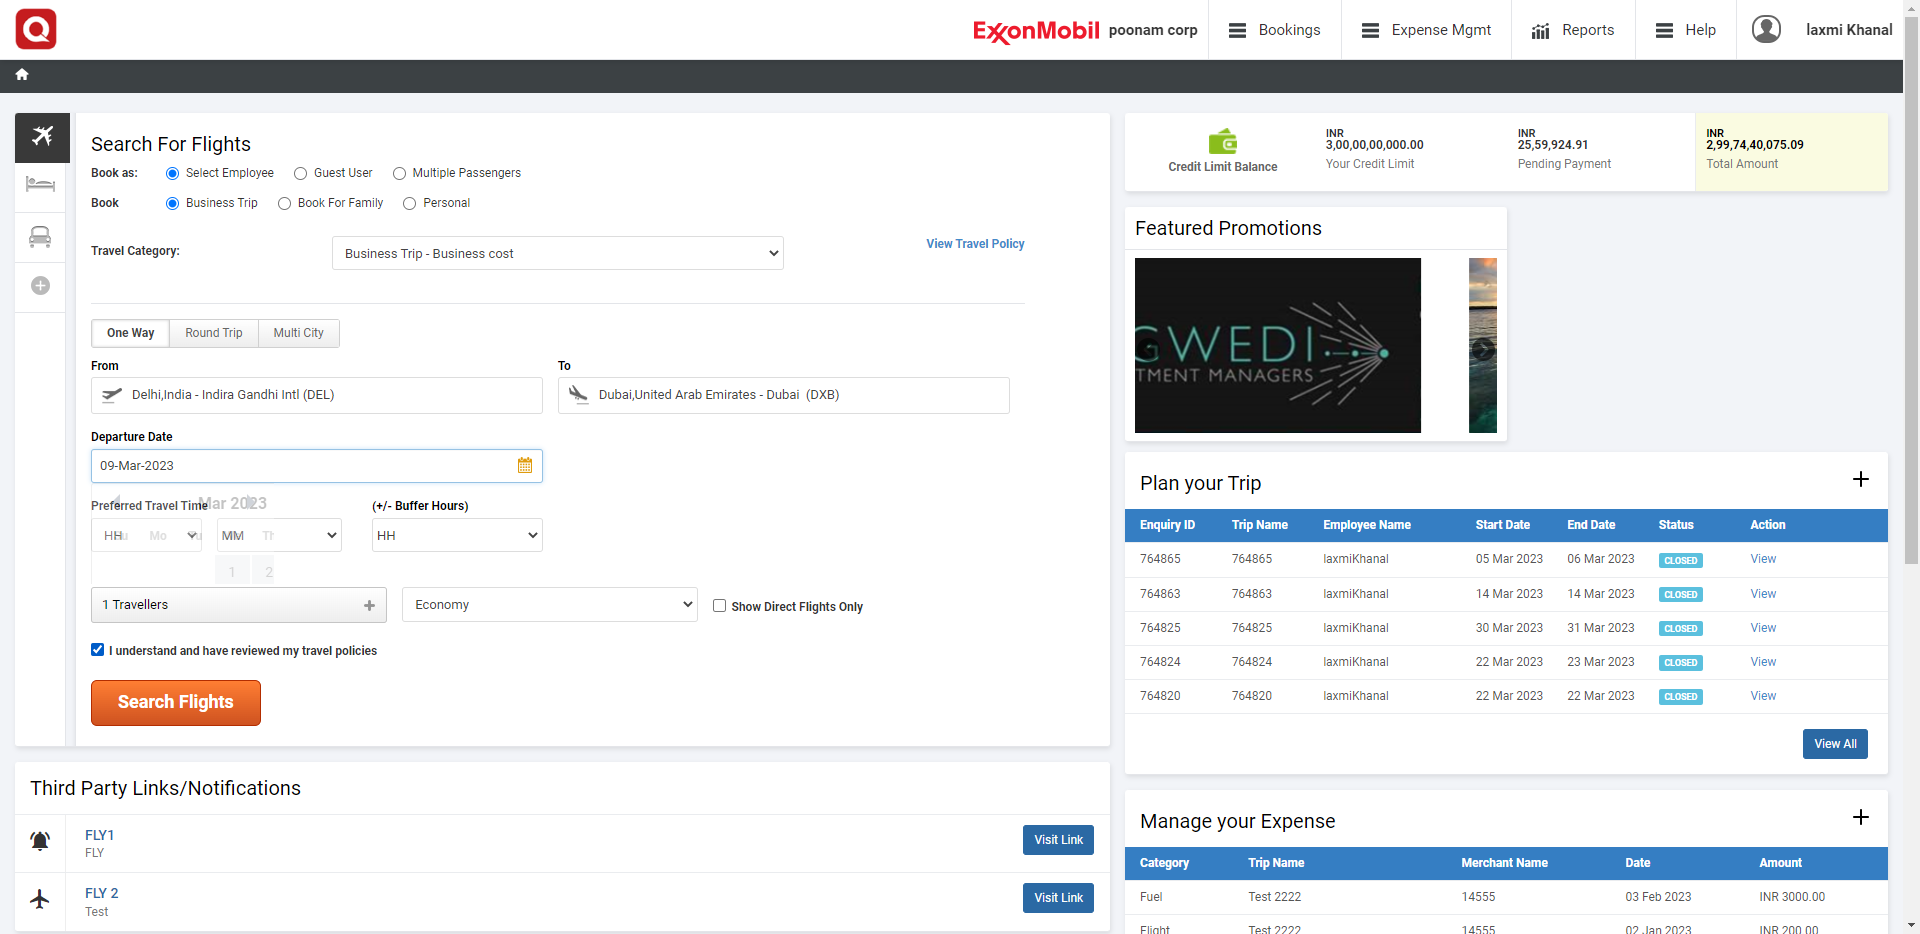 Q
ExxonMobil poonam corp
Bookings
Expense Mgmt
Reports
Help
laxmi Khanal
Search For Flights
Book as: Select Employee Guest User Multiple Passengers
Book Business Trip Book For Family Personal
Travel Category: Business Trip - Business cost View Travel Policy
One Way Round Trip Multi City
From To
Delhi,India - Indira Gandhi Intl (DEL) Dubai,United Arab Emirates - Dubai (DXB)
Departure Date
09-Mar-2023
Preferred Travel Time Mar 2023 (+/- Buffer Hours)
HH Mo MM HH
1 2
1 Travellers Economy Show Direct Flights Only
I understand and have reviewed my travel policies
Search Flights
Third Party Links/Notifications
FLY1
FLY
Visit Link
FLY 2
Test
Visit Link
Credit Limit Balance
INR
3,00,00,00,000.00
Your Credit Limit
INR
25,59,924.91
Pending Payment
INR
2,99,74,40,075.09
Total Amount
Featured Promotions
GWEDI
TMENT MANAGERS
Plan your Trip
Enquiry ID Trip Name Employee Name Start Date End Date Status Action
764865 764865 laxmiKhanal 05 Mar 2023 06 Mar 2023 CLOSED View
764863 764863 laxmiKhanal 14 Mar 2023 14 Mar 2023 CLOSED View
764825 764825 laxmiKhanal 30 Mar 2023 31 Mar 2023 CLOSED View
764824 764824 laxmiKhanal 22 Mar 2023 23 Mar 2023 CLOSED View
764820 764820 laxmiKhanal 22 Mar 2023 22 Mar 2023 CLOSED View
View All
Manage your Expense
Category Trip Name Merchant Name Date Amount
Fuel Test 2222 14555 03 Feb 2023 INR 3000.00
Flight Test 2222 14555 02 Jan 2023 INR 200.00